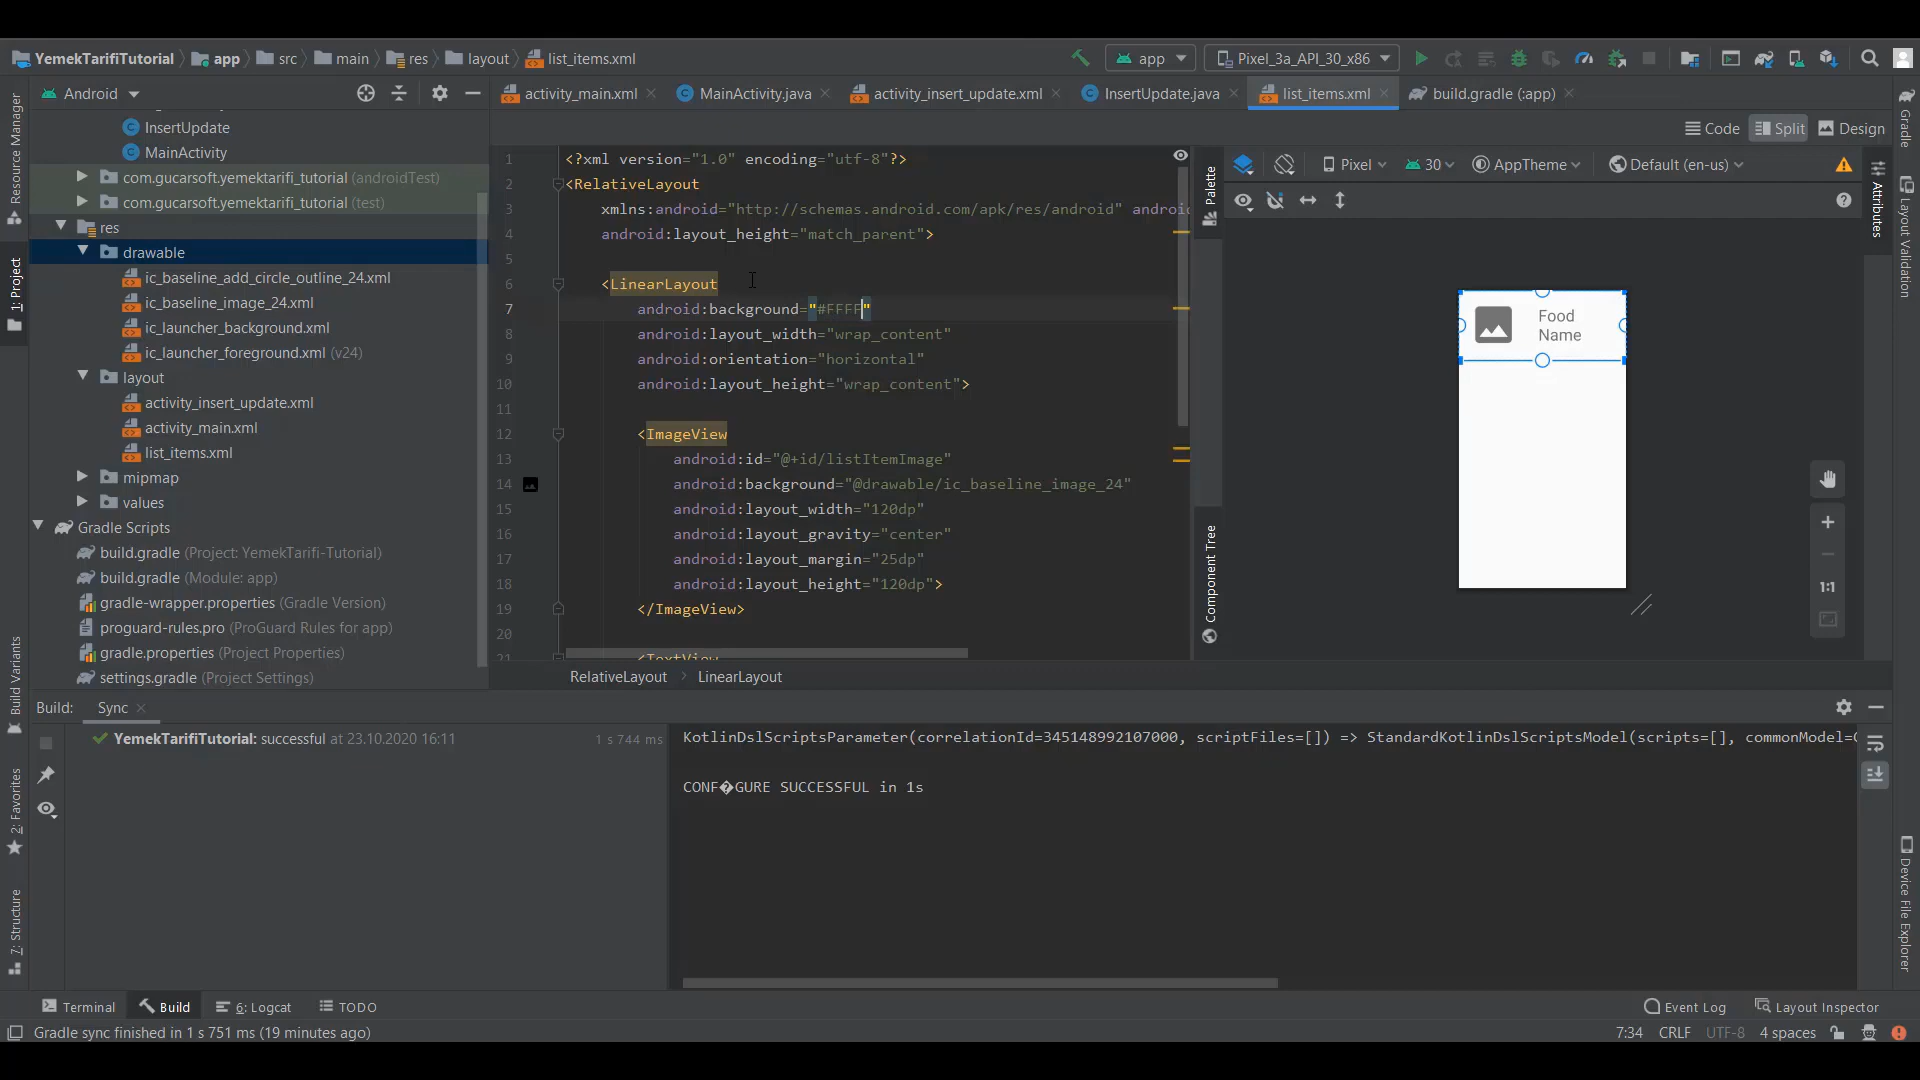 YemekTarifiTutorial app src main res layout list_items.xml app Pixel_3a_API_30_x86
Android
activity_main.xml MainActivity.java activity_insert_update.xml InsertUpdate.java list_items.xml build.gradle (:app)
Code Split Design
Pixel 30 AppTheme Default (en-us)
Resource Manager
1: Project
Build Variants
2: Favorites
7: Structure
InsertUpdate
MainActivity
com.gucarsoft.yemektarifi_tutorial (androidTest)
com.gucarsoft.yemektarifi_tutorial (test)
res
drawable
ic_baseline_add_circle_outline_24.xml
ic_baseline_image_24.xml
ic_launcher_background.xml
ic_launcher_foreground.xml (v24)
layout
activity_insert_update.xml
activity_main.xml
list_items.xml
mipmap
values
Gradle Scripts
build.gradle (Project: YemekTarifi-Tutorial)
build.gradle (Module: app)
gradle-wrapper.properties (Gradle Version)
proguard-rules.pro (ProGuard Rules for app)
gradle.properties (Project Properties)
settings.gradle (Project Settings)
1 <?xml version="1.0" encoding="utf-8"?>
2 <RelativeLayout
3 xmlns:android="http://schemas.android.com/apk/res/android" androi
4 android:layout_height="match_parent">
5
6 <LinearLayout
7 android:background="#FFFF"
8 android:layout_width="wrap_content"
9 android:orientation="horizontal"
10 android:layout_height="wrap_content">
11
12 <ImageView
13 android:id="@+id/listItemImage"
14 android:background="@drawable/ic_baseline_image_24"
15 android:layout_width="120dp"
16 android:layout_gravity="center"
17 android:layout_margin="25dp"
18 android:layout_height="120dp">
19 </ImageView>
20
21 <TextView
RelativeLayout LinearLayout
Palette
Component Tree
Food
Name
1:1
Attributes
Gradle
Layout Validation
Device File Explorer
Build: Sync
YemekTarifiTutorial: successful at 23.10.2020 16:11 1 s 744 ms
KotlinDslScriptsParameter(correlationId=345148992107000, scriptFiles=[]) => StandardKotlinDslScriptsModel(scripts=[], commonModel=C
CONF�GURE SUCCESSFUL in 1s
Terminal Build 6: Logcat TODO Event Log Layout Inspector
Gradle sync finished in 1 s 751 ms (19 minutes ago) 7:34 CRLF UTF-8 4 spaces